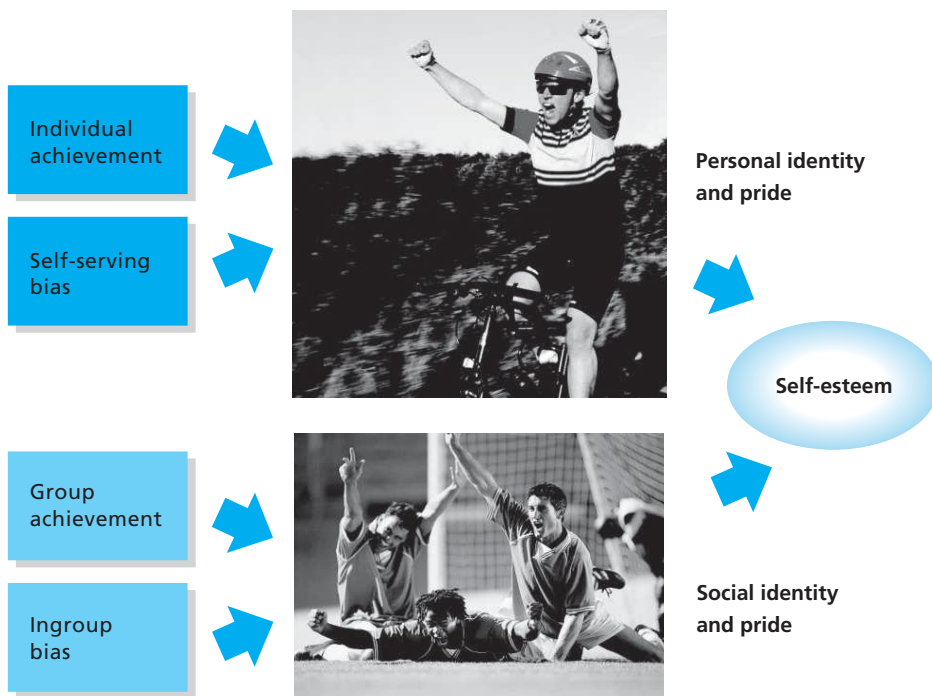 Individual
achievement
Self-serving
bias
Personal identity
and pride
Self-esteem
Group
achievement
Ingroup
bias
Social identity
and pride